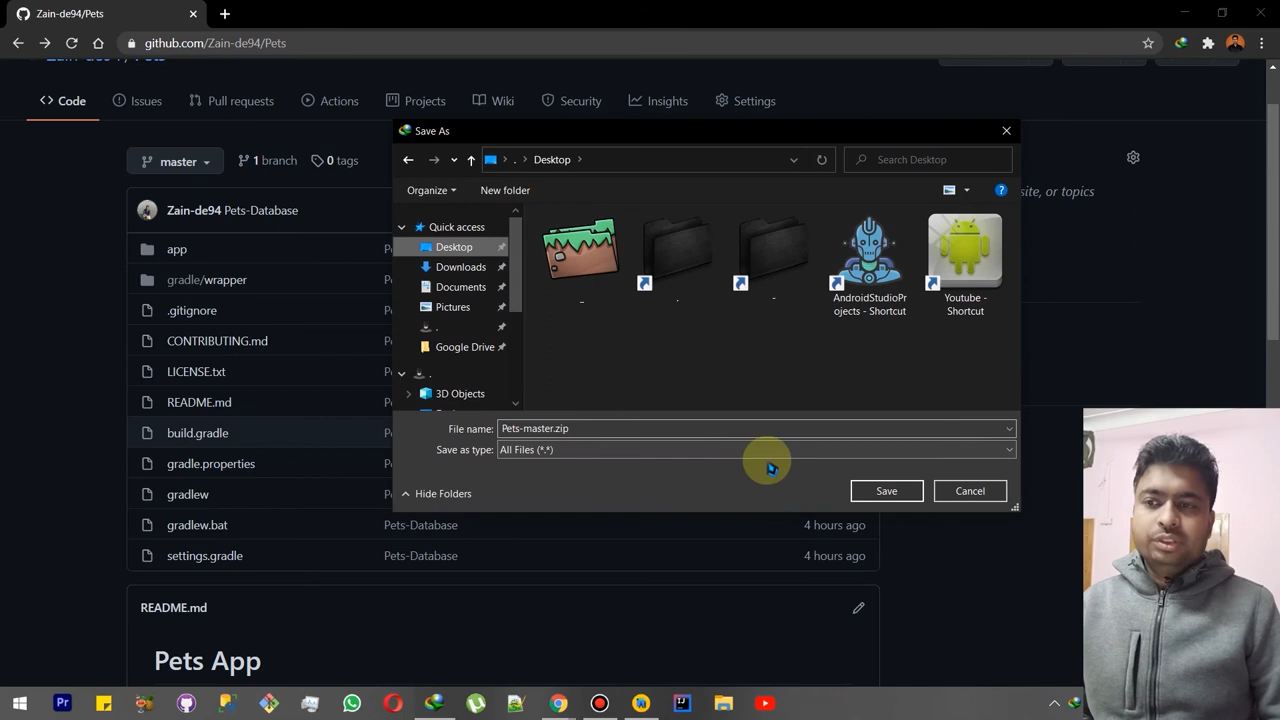 Zain-de94/Pets
github.com/Zain-de94/Pets
Code
Issues
Pull requests
Actions
Projects
Wiki
Security
Insights
Settings
master
1 branch
0 tags
site, or topics
Zain-de94 Pets-Database
app
gradle/wrapper
.gitignore
CONTRIBUTING.md
LICENSE.txt
README.md
build.gradle
gradle.properties
gradlew
gradlew.bat
Pets-Database
4 hours ago
settings.gradle
Pets-Database
4 hours ago
README.md
Pets App
Save As
. > Desktop >
Search Desktop
Organize
New folder
Quick access
Desktop
Downloads
Documents
Pictures
.
Google Drive
.
3D Objects
_
.
-
AndroidStudioPr
ojects - Shortcut
Youtube -
Shortcut
File name:
Pets-master.zip
Save as type:
All Files (*.*)
Hide Folders
Save
Cancel
Pr